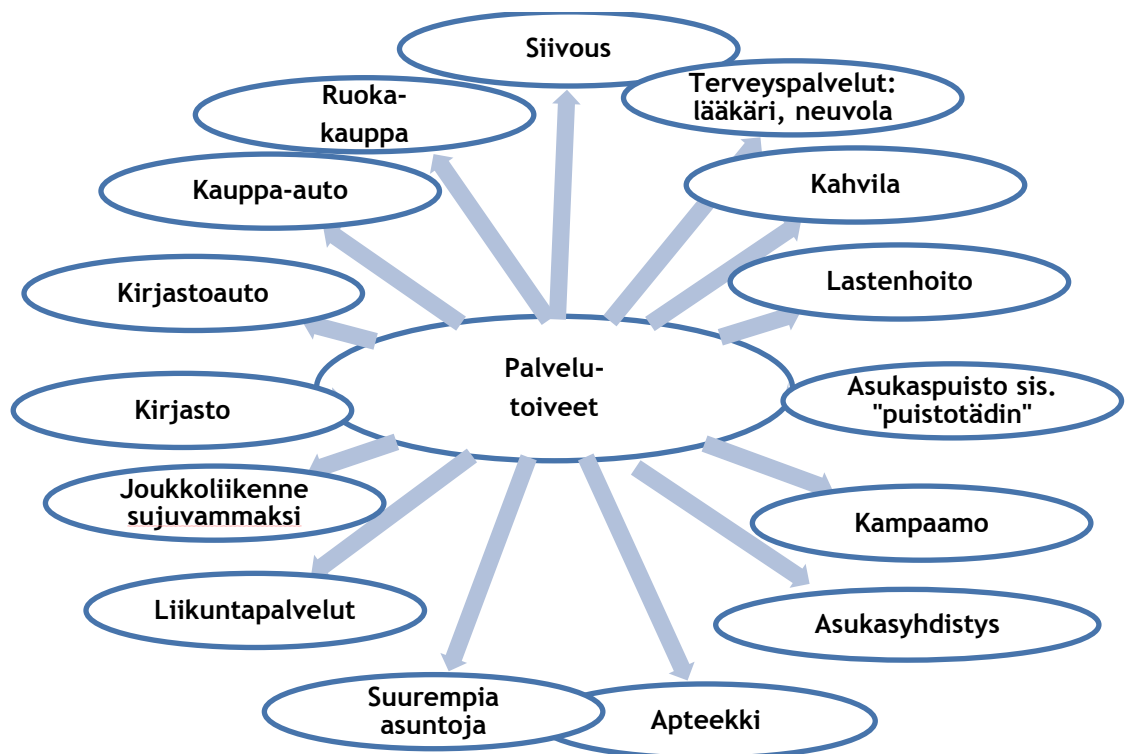 Siivous
Terveyspalvelut:
lääkäri, neuvola
Ruoka-
kauppa
Kahvila
Kauppa-auto
Lastenhoito
Kirjastoauto
Palvelu-
toiveet
Asukaspuisto sis.
"puistotädin"
Kirjasto
Joukkoliikenne
sujuvammaksi
Kampaamo
Liikuntapalvelut
Asukasyhdistys
Suurempia
asuntoja
Apteekki